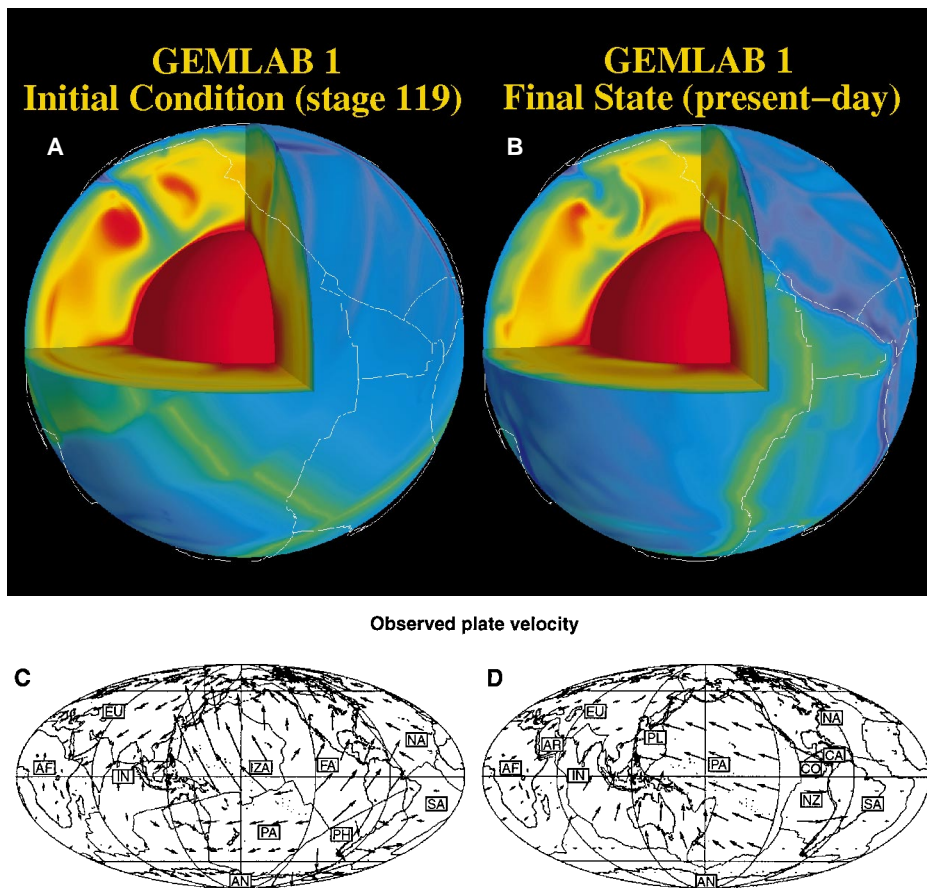 GEMLAB 1
Initial Condition (stage 119)
GEMLAB 1
Final State (present-day)
A
B
Observed plate velocity
C
EU
NA
AF
IN
IZA
FA
SA
PA
PH
AN
D
EU
NA
PL
AR
CA
AF
IN
PA
CO
NZ
SA
AN